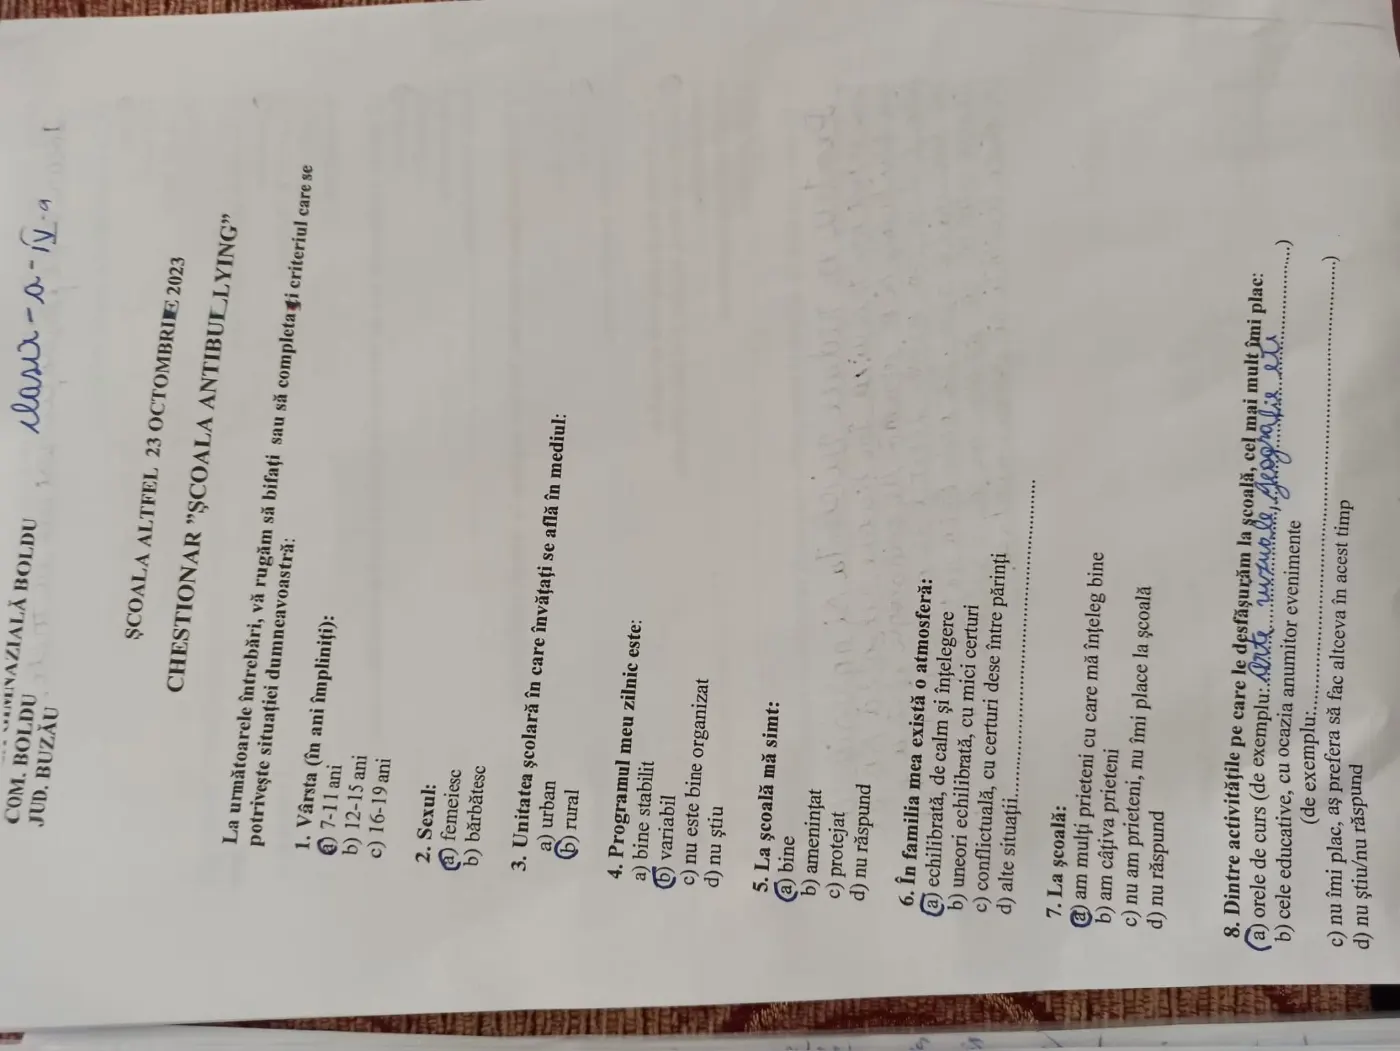 GIMNAZIALĂ BOLDU
COM. BOLDU
JUD. BUZĂU
clasa-a-IV-a
ȘCOALA ALTFEL 23 OCTOMBRIE 2023
CHESTIONAR ”ȘCOALA ANTIBULLYING”
La următoarele întrebări, vă rugăm să bifați sau să completați criteriul care se
potrivește situației dumneavoastră:
1. Vârsta (în ani împliniți):
a) 7-11 ani
b) 12-15 ani
c) 16-19 ani
2. Sexul:
a) femeiesc
b) bărbătesc
3. Unitatea școlară în care învățați se află în mediul:
a) urban
b) rural
4. Programul meu zilnic este:
a) bine stabilit
b) variabil
c) nu este bine organizat
d) nu știu
5. La școală mă simt:
a) bine
b) amenințat
c) protejat
d) nu răspund
6. În familia mea există o atmosferă:
a) echilibrată, de calm și înțelegere
b) uneori echilibrată, cu mici certuri
c) conflictuală, cu certuri dese între părinți
d) alte situații...............................................
7. La școală:
a) am mulți prieteni cu care mă înțeleg bine
b) am câțiva prieteni
c) nu am prieteni, nu îmi place la școală
d) nu răspund
8. Dintre activitățile pe care le desfășurăm la școală, cel mai mult îmi plac:
a) orele de curs (de exemplu: arte vizuale, geografie etc
b) cele educative, cu ocazia anumitor evenimente ...............................................)
(de exemplu:...............................................................................)
c) nu îmi plac, aș prefera să fac altceva în acest timp
d) nu știu/nu răspund